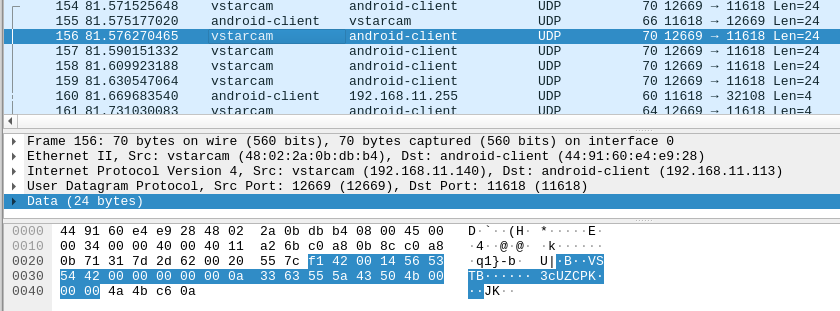 154 81.571525648 vstarcam android-client UDP 70 12669 → 11618 Len=24
155 81.575177020 android-client vstarcam UDP 66 11618 → 12669 Len=24
156 81.576270465 vstarcam android-client UDP 70 12669 → 11618 Len=24
157 81.590151332 vstarcam android-client UDP 70 12669 → 11618 Len=24
158 81.609923188 vstarcam android-client UDP 70 12669 → 11618 Len=24
159 81.630547064 vstarcam android-client UDP 70 12669 → 11618 Len=24
160 81.669683540 android-client 192.168.11.255 UDP 60 11618 → 32108 Len=4
161 81.731030083 vstarcam android-client UDP 64 12669 → 11618 Len=4
Frame 156: 70 bytes on wire (560 bits), 70 bytes captured (560 bits) on interface 0
Ethernet II, Src: vstarcam (48:02:2a:0b:db:b4), Dst: android-client (44:91:60:e4:e9:28)
Internet Protocol Version 4, Src: vstarcam (192.168.11.140), Dst: android-client (192.168.11.113)
User Datagram Protocol, Src Port: 12669 (12669), Dst Port: 11618 (11618)
Data (24 bytes)
0000 44 91 60 e4 e9 28 48 02 2a 0b db b4 08 00 45 00 D·`··(H·*·····E·
0010 00 34 00 00 40 00 40 11 a2 6b c0 a8 0b 8c c0 a8 ·4··@·@··k······
0020 0b 71 31 7d 2d 62 00 20 55 7c f1 42 00 14 56 53 ·q1}-b· U|·B··VS
0030 54 42 00 00 00 00 00 0a 33 63 55 5a 43 50 4b 00 TB······3cUZCPK·
0040 00 00 4a 4b c6 0a ··JK··